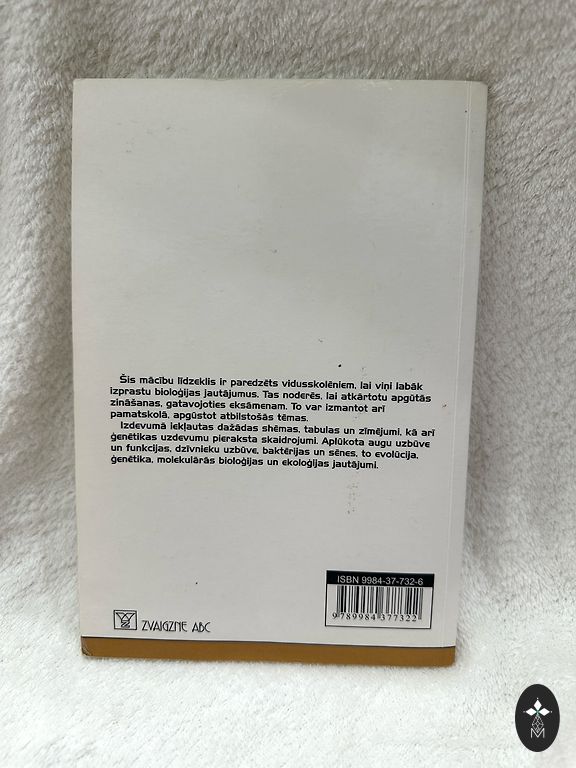 Šis mācību līdzeklis ir paredzēts vidusskolēniem, lai viņi labāk
izprastu bioloģijas jautājumus. Tas noderēs, lai atkārtotu apgūtās
zināšanas, gatavojoties eksāmenam. To var izmantot arī
pamatskolā, apgūstot atbilstošās tēmas.
Izdevumā iekļautas dažādas shēmas, tabulas un zīmējumi, kā arī
ģenētikas uzdevumu pieraksta skaidrojumi. Aplūkota augu uzbūve
un funkcijas, dzīvnieku uzbūve, baktērijas un sēnes, to evolūcija,
ģenētika, molekulārās bioloģijas un ekoloģijas jautājumi.
ISBN 9984-37-732-6
9 789984 377322
ZVAIGZNE ABC
M